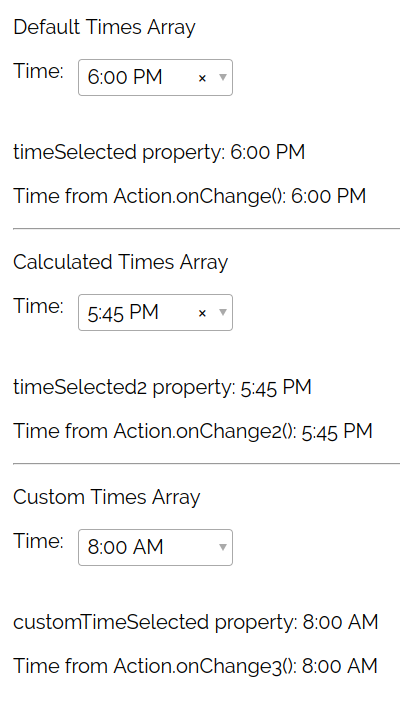 Default Times Array
Time: 6:00 PM × ▼
timeSelected property: 6:00 PM
Time from Action.onChange(): 6:00 PM
Calculated Times Array
Time: 5:45 PM × ▼
timeSelected2 property: 5:45 PM
Time from Action.onChange2(): 5:45 PM
Custom Times Array
Time: 8:00 AM ▼
customTimeSelected property: 8:00 AM
Time from Action.onChange3(): 8:00 AM